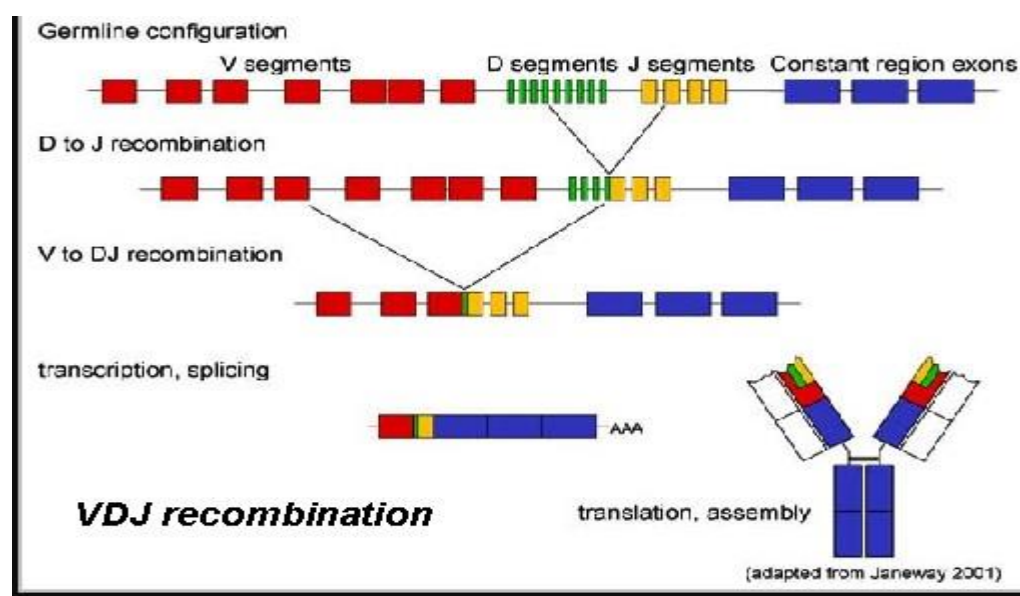 Germline configuration
V segments D segments J segments Constant region exons
D to J recombination
V to DJ recombination
transcription, splicing
AAA
VDJ recombination
translation, assembly
(adapted from Janeway 2001)